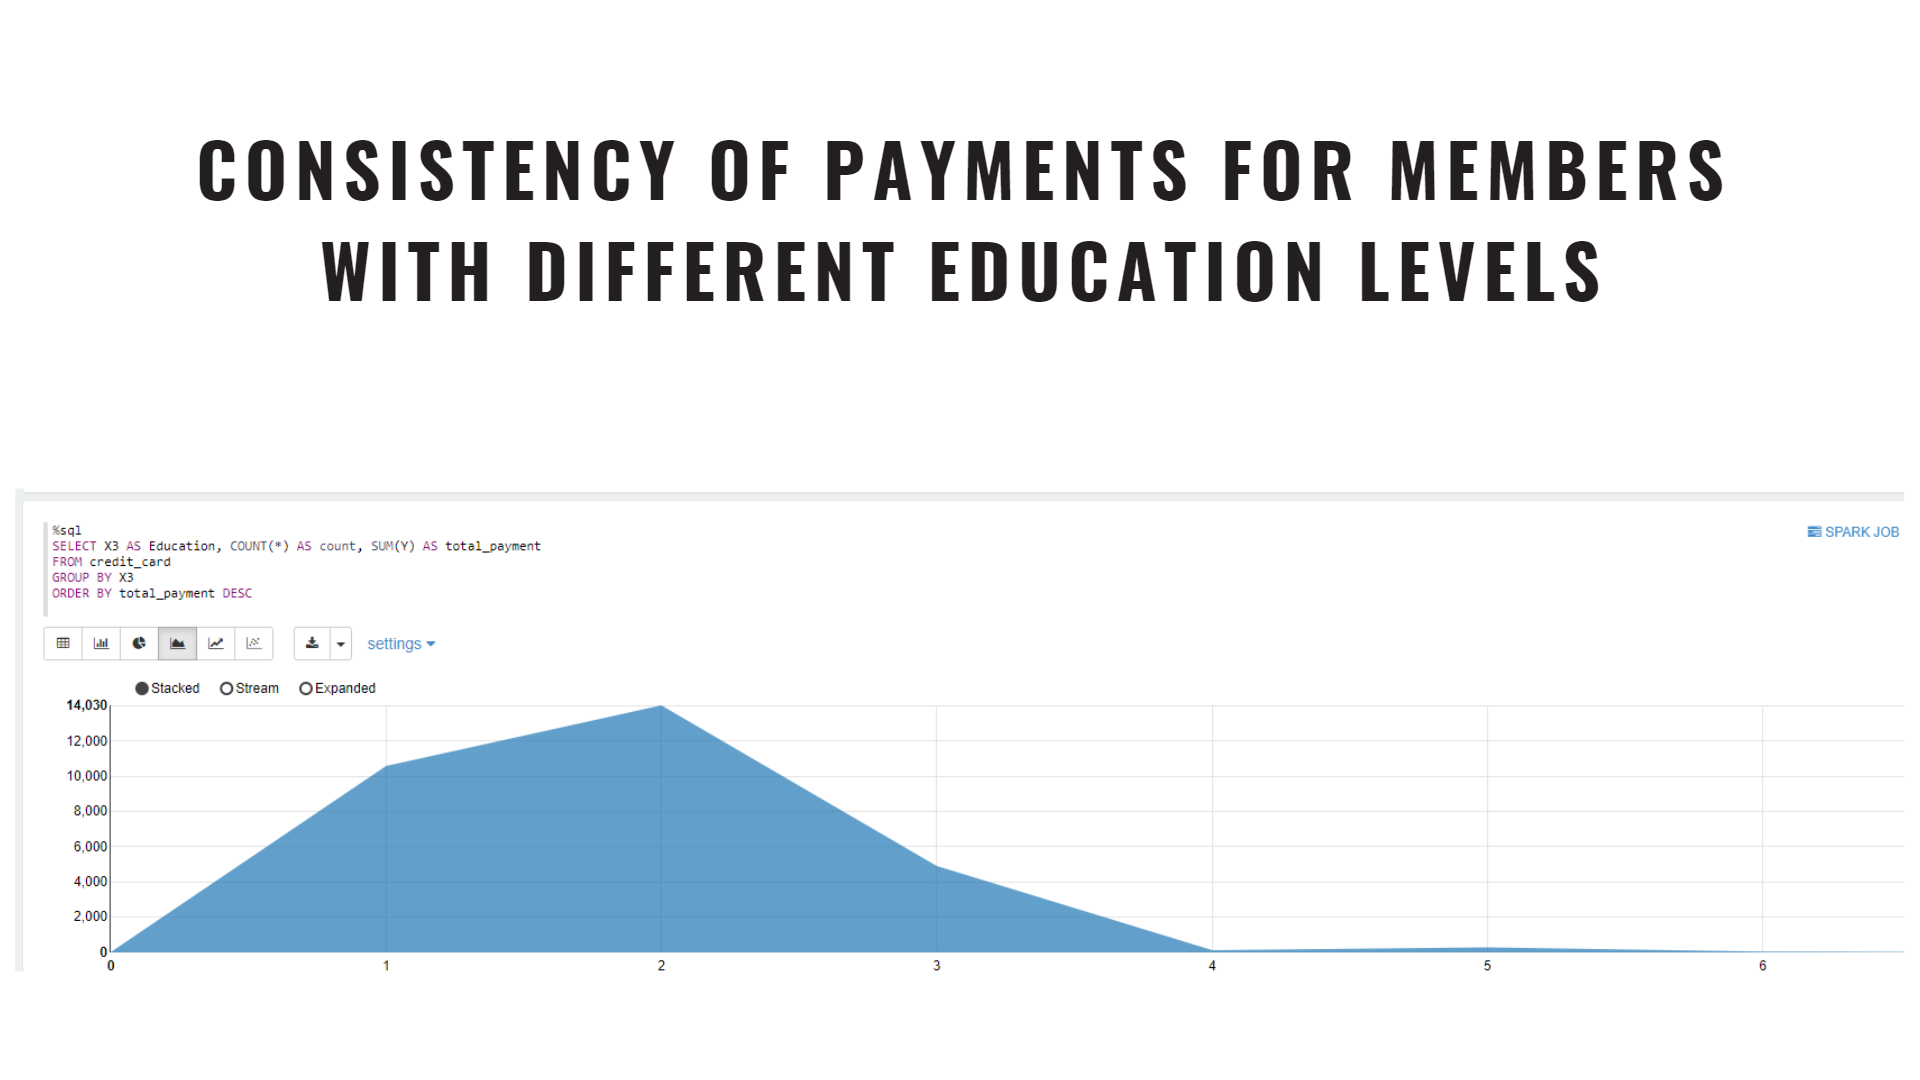 CONSISTENCY OF PAYMENTS FOR MEMBERS
WITH DIFFERENT EDUCATION LEVELS
%sql
SELECT X3 AS Education, COUNT(*) AS count, SUM(Y) AS total_payment
FROM credit_card
GROUP BY X3
ORDER BY total_payment DESC
SPARK JOB
settings
Stacked Stream Expanded
14,030
12,000
10,000
8,000
6,000
4,000
2,000
0
0 1 2 3 4 5 6